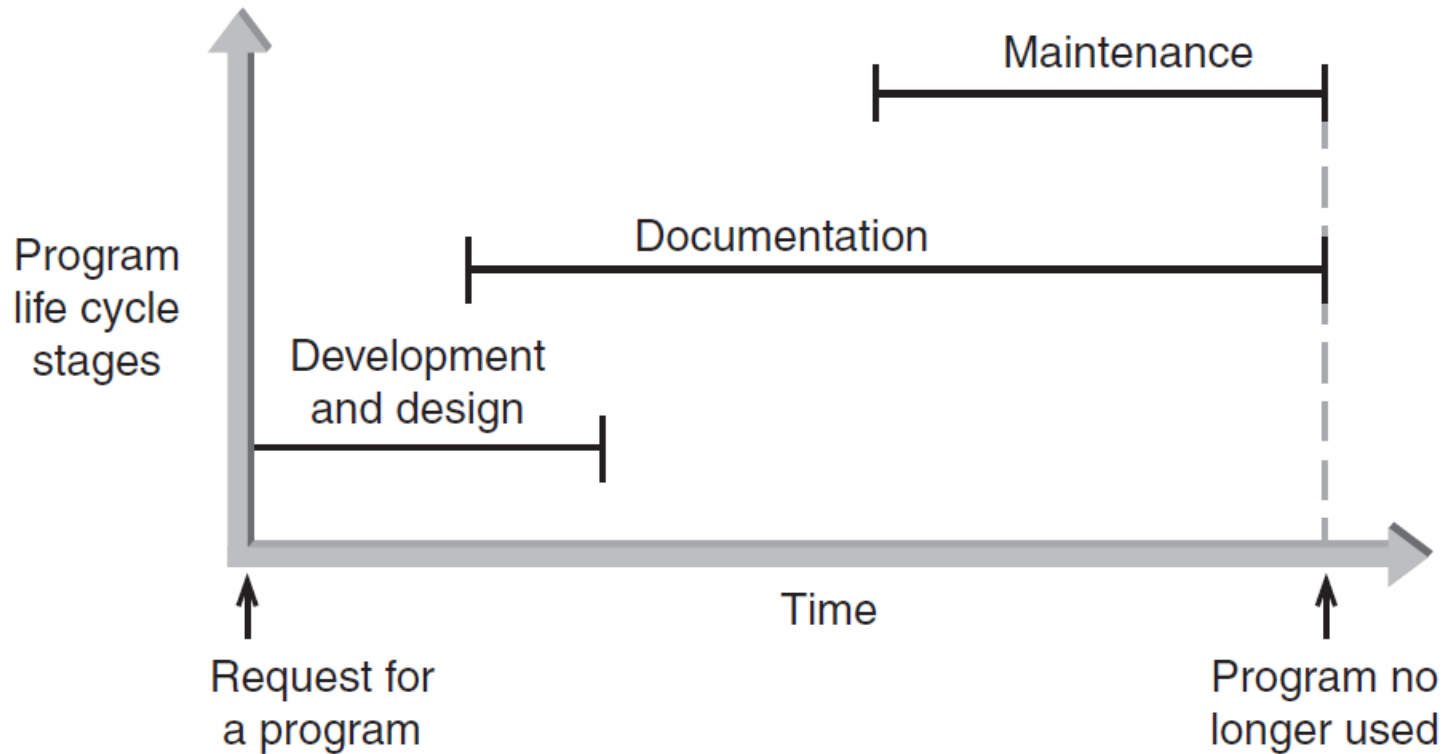 Maintenance
Documentation
Program
life cycle
stages
Development
and design
Time
Request for
a program
Program no
longer used